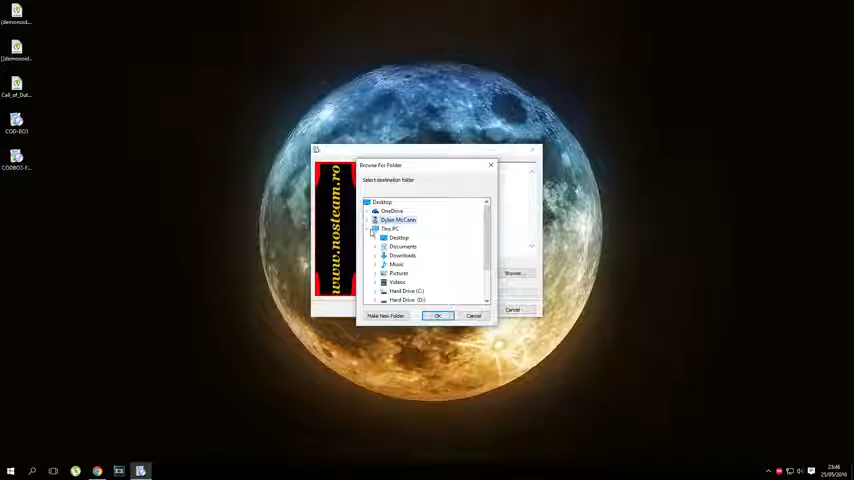 [demonoid...
[]demonoid...
Call_of_Dut...
COD-BO3
CODBO3-F...
www.nosteam.ro
Browse For Folder
Select destination folder
Desktop
OneDrive
Dylan McCann
This PC
Desktop
Documents
Downloads
Music
Pictures
Videos
Hard Drive (C:)
Hard Drive (D:)
Make New Folder
OK
Cancel
Browse...
Cancel
23:46
25/05/2016